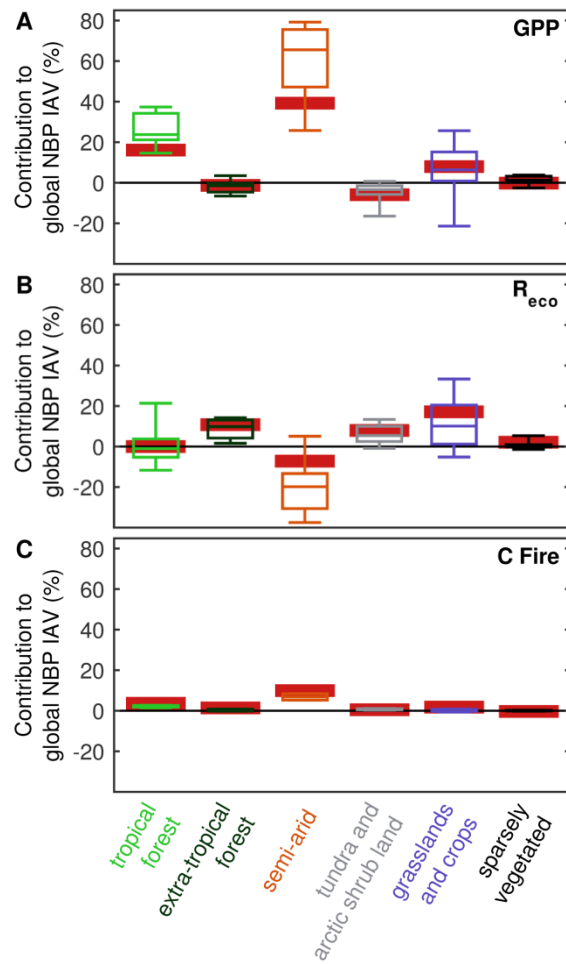 A
GPP
Contribution to
global NBP IAV (%)
80
60
40
20
0
-20
B
R_eco
Contribution to
global NBP IAV (%)
80
60
40
20
0
-20
C
C Fire
Contribution to
global NBP IAV (%)
80
60
40
20
0
-20
tropical
forest
extra-tropical
forest
semi-arid
tundra and
arctic shrub land
grasslands
and crops
sparsely
vegetated